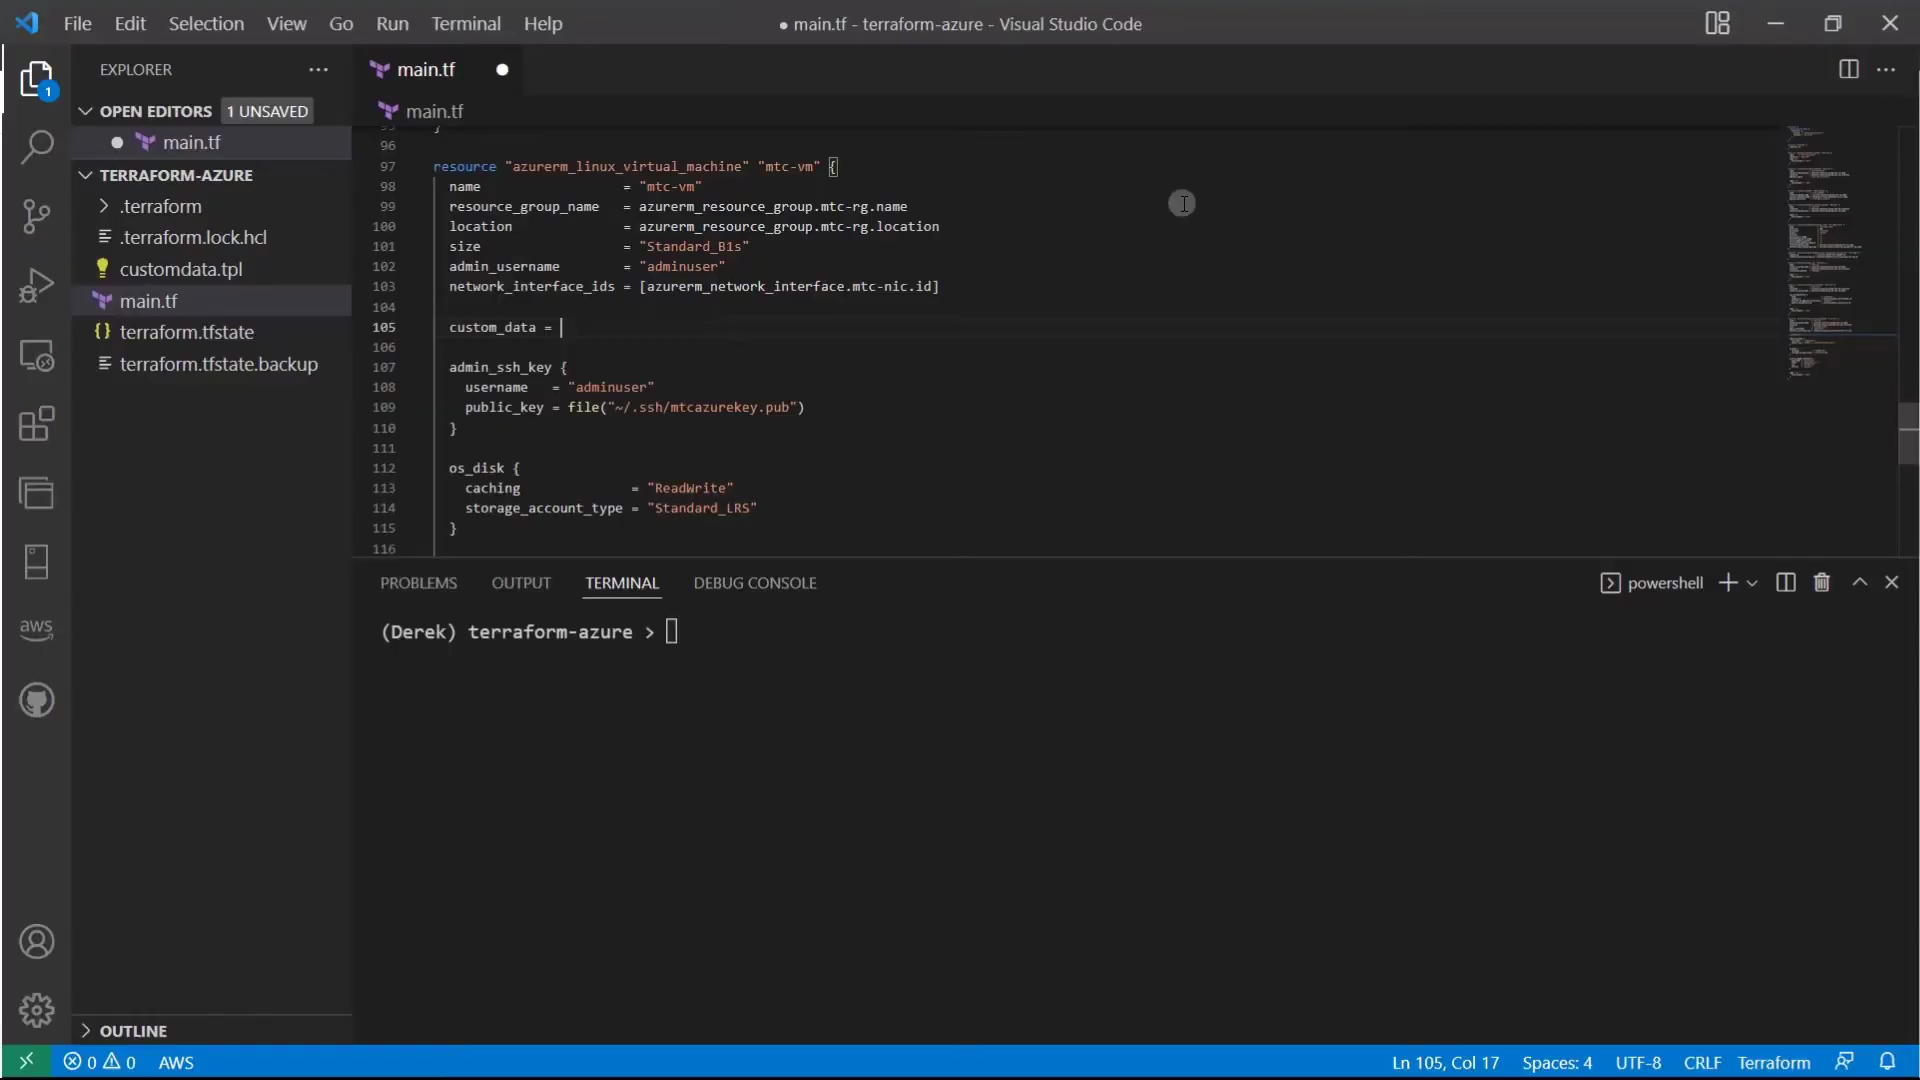 File Edit Selection View Go Run Terminal Help
● main.tf - terraform-azure - Visual Studio Code
EXPLORER
OPEN EDITORS 1 UNSAVED
main.tf
TERRAFORM-AZURE
.terraform
.terraform.lock.hcl
customdata.tpl
main.tf
terraform.tfstate
terraform.tfstate.backup
OUTLINE
1
aws
main.tf
main.tf
95 }
96
97 resource "azurerm_linux_virtual_machine" "mtc-vm" {
98 name = "mtc-vm"
99 resource_group_name = azurerm_resource_group.mtc-rg.name
100 location = azurerm_resource_group.mtc-rg.location
101 size = "Standard_B1s"
102 admin_username = "adminuser"
103 network_interface_ids = [azurerm_network_interface.mtc-nic.id]
104
105 custom_data =
106
107 admin_ssh_key {
108 username = "adminuser"
109 public_key = file("~/.ssh/mtcazurekey.pub")
110 }
111
112 os_disk {
113 caching = "ReadWrite"
114 storage_account_type = "Standard_LRS"
115 }
116
PROBLEMS OUTPUT TERMINAL DEBUG CONSOLE
powershell
(Derek) terraform-azure >
0 0 AWS
Ln 105, Col 17 Spaces: 4 UTF-8 CRLF Terraform